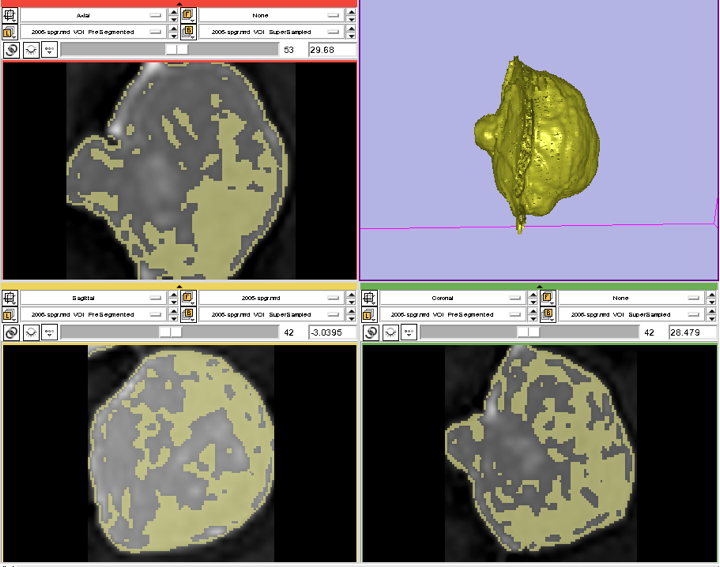 Axial
None
2006-spgr.nrrd VOI PreSegmented
2006-spgr.nrrd VOI SuperSampled
53
29.68
Sagittal
2006-spgr.nrrd
2006-spgr.nrrd VOI PreSegmented
2006-spgr.nrrd VOI SuperSampled
42
-3.0395
Coronal
None
2006-spgr.nrrd VOI PreSegmented
2006-spgr.nrrd VOI SuperSampled
42
28.479